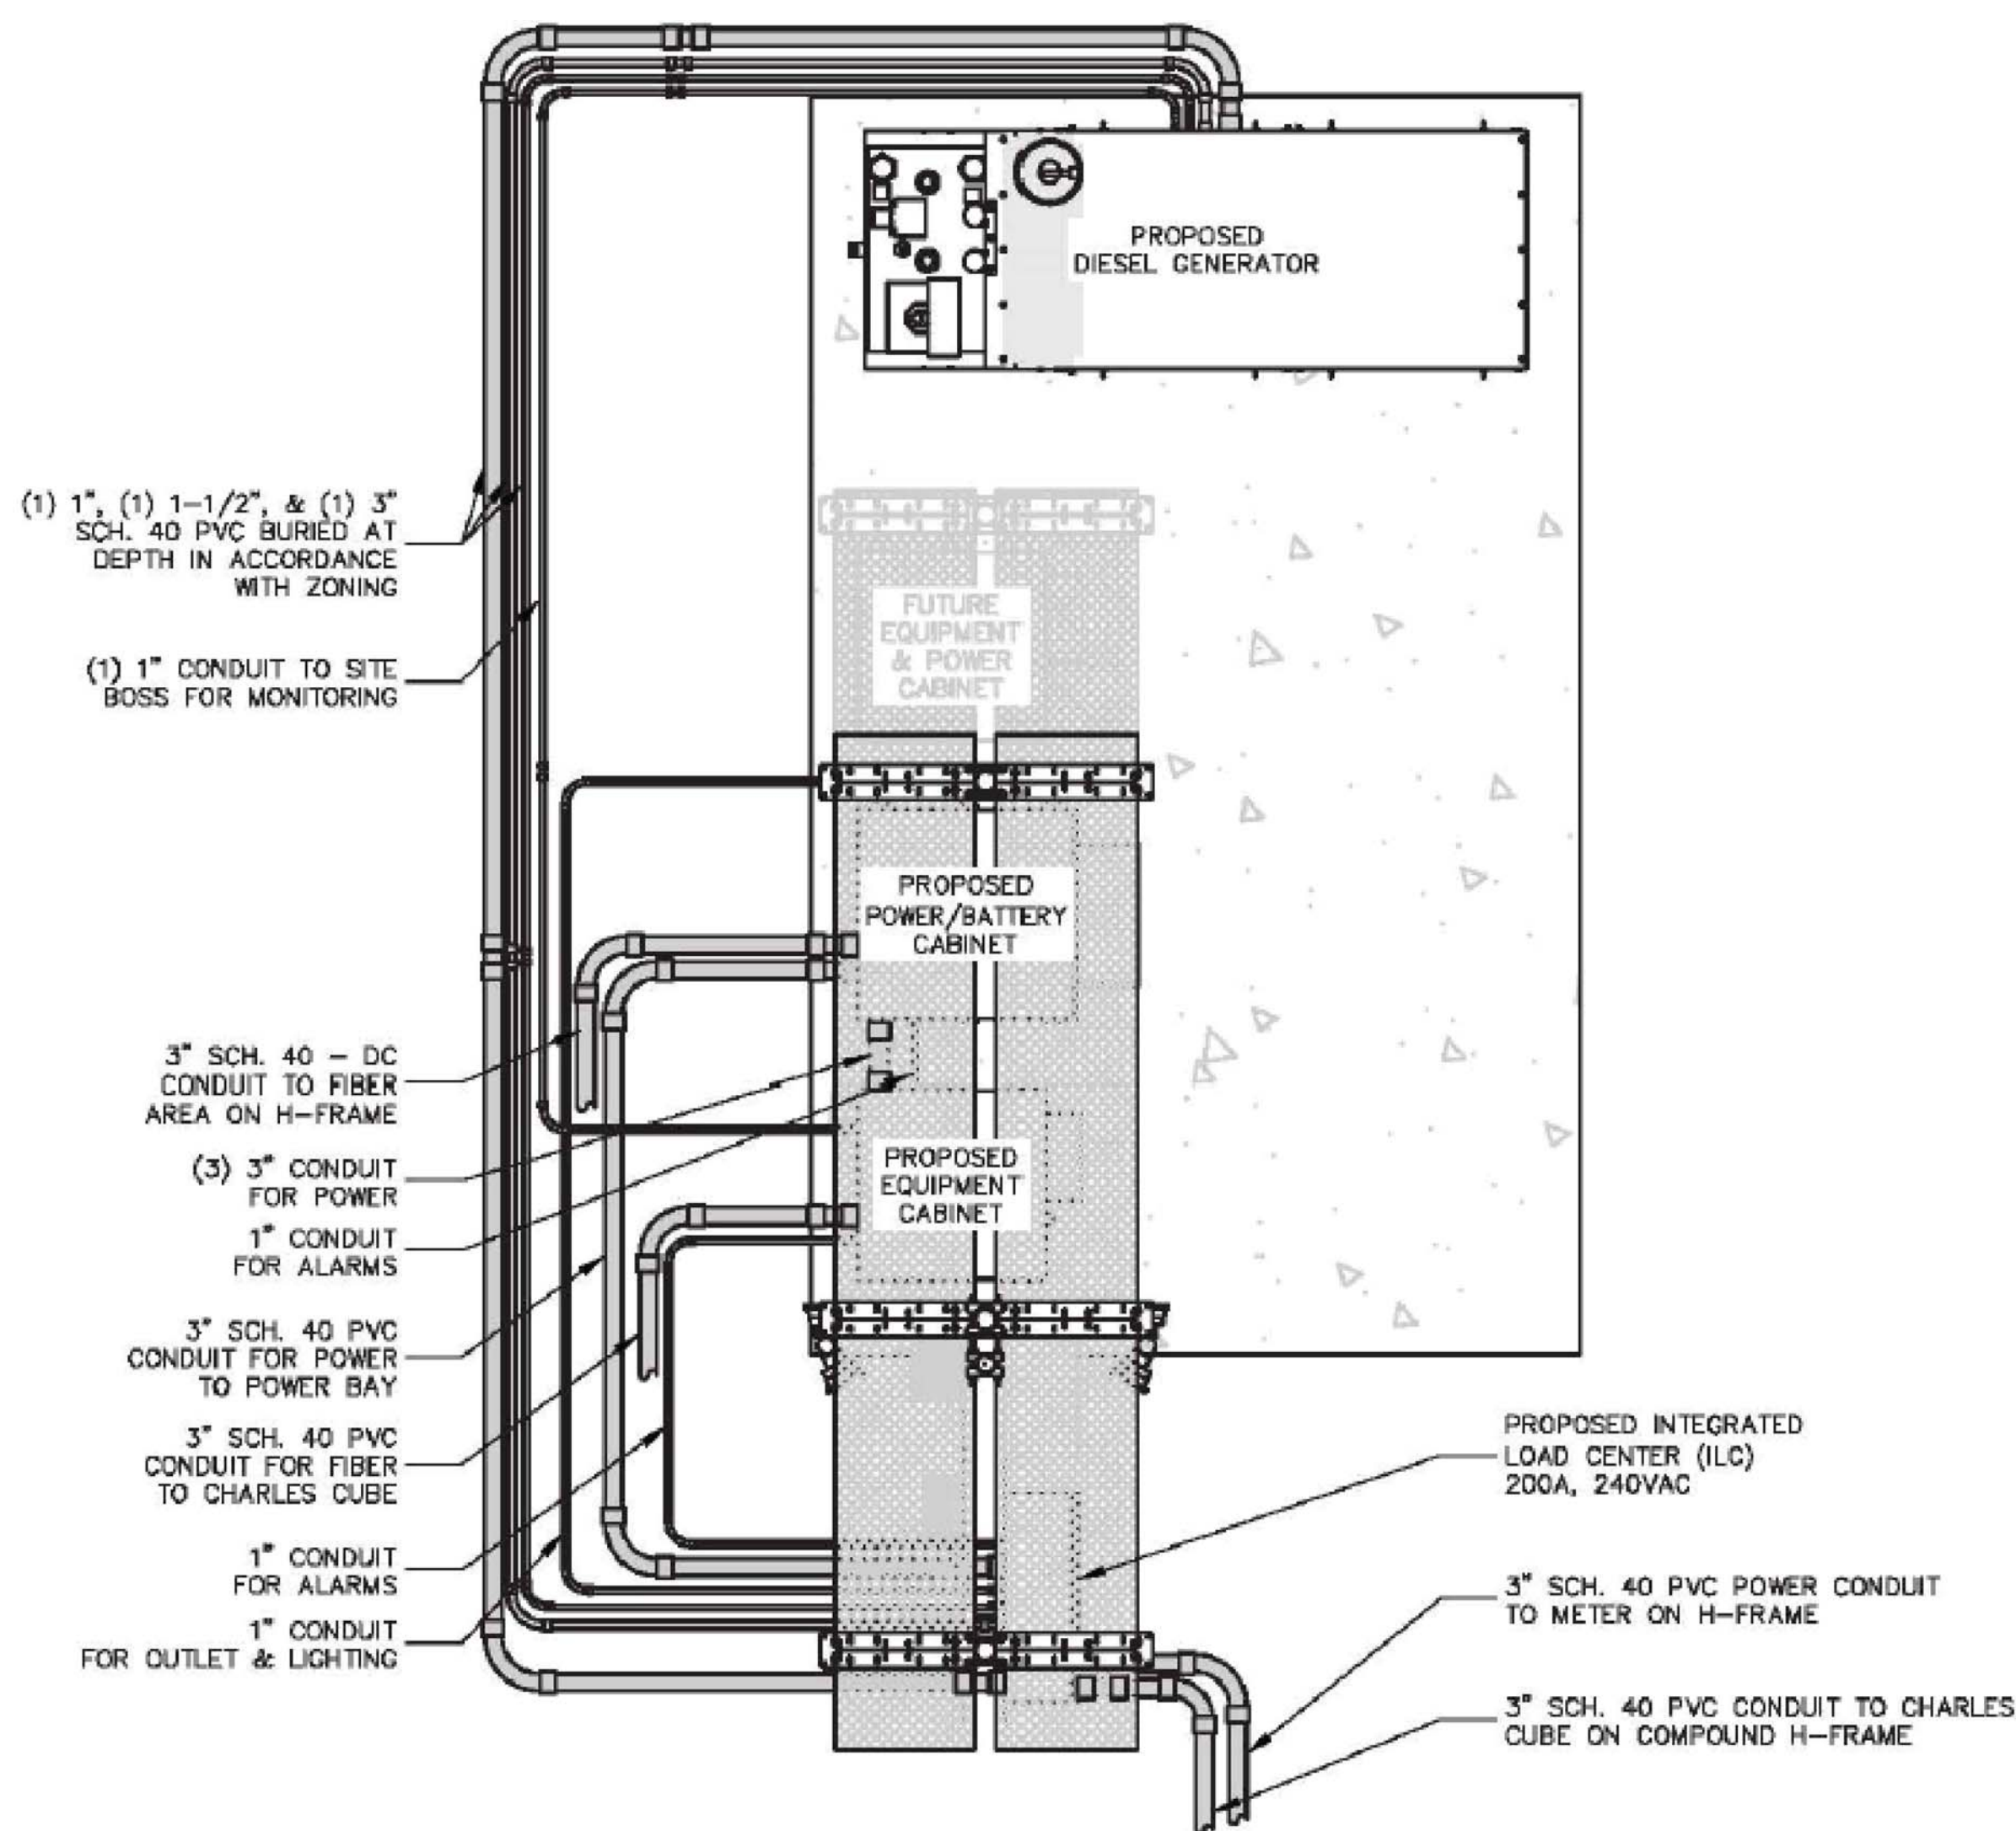 PROPOSED
DIESEL GENERATOR
(1) 1", (1) 1-1/2", & (1) 3"
SCH. 40 PVC BURIED AT
DEPTH IN ACCORDANCE
WITH ZONING
FUTURE
EQUIPMENT
& POWER
CABINET
(1) 1" CONDUIT TO SITE
BOSS FOR MONITORING
PROPOSED
POWER/BATTERY
CABINET
3" SCH. 40 - DC
CONDUIT TO FIBER
AREA ON H-FRAME
(3) 3" CONDUIT
FOR POWER
PROPOSED
EQUIPMENT
CABINET
1" CONDUIT
FOR ALARMS
3" SCH. 40 PVC
CONDUIT FOR POWER
TO POWER BAY
3" SCH. 40 PVC
CONDUIT FOR FIBER
TO CHARLES CUBE
1" CONDUIT
FOR ALARMS
1" CONDUIT
FOR OUTLET & LIGHTING
PROPOSED INTEGRATED
LOAD CENTER (ILC)
200A, 240VAC
3" SCH. 40 PVC POWER CONDUIT
TO METER ON H-FRAME
3" SCH. 40 PVC CONDUIT TO CHARLES
CUBE ON COMPOUND H-FRAME